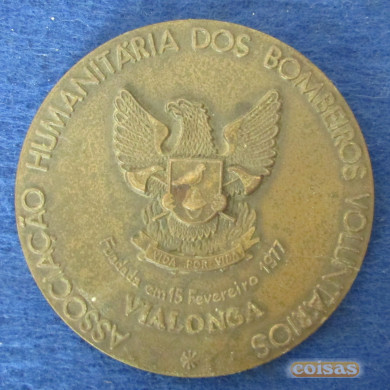 ASSOCIAÇÃO HUMANITÁRIA DOS BOMBEIROS VOLUNTÁRIOS
VIDA POR VIDA
Fundada em 15 Fevereiro 1977
VIALONGA
coisas